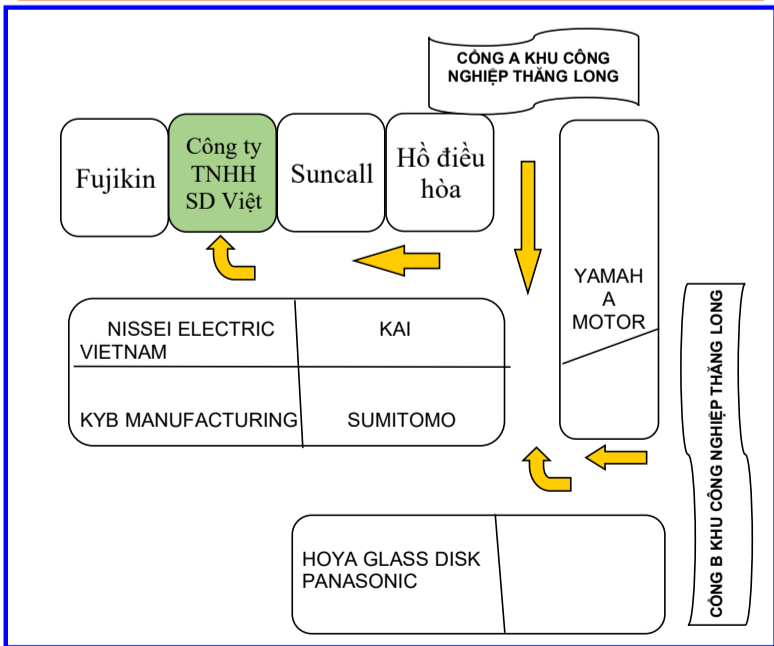 CỔNG A KHU CÔNG
NGHIỆP THĂNG LONG
Fujikin
Công ty
TNHH
SD Việt
Suncall
Hồ điều
hòa
YAMAH
A
MOTOR
NISSEI ELECTRIC
VIETNAM
KAI
KYB MANUFACTURING
SUMITOMO
CỔNG B KHU CÔNG NGHIỆP THĂNG LONG
HOYA GLASS DISK
PANASONIC